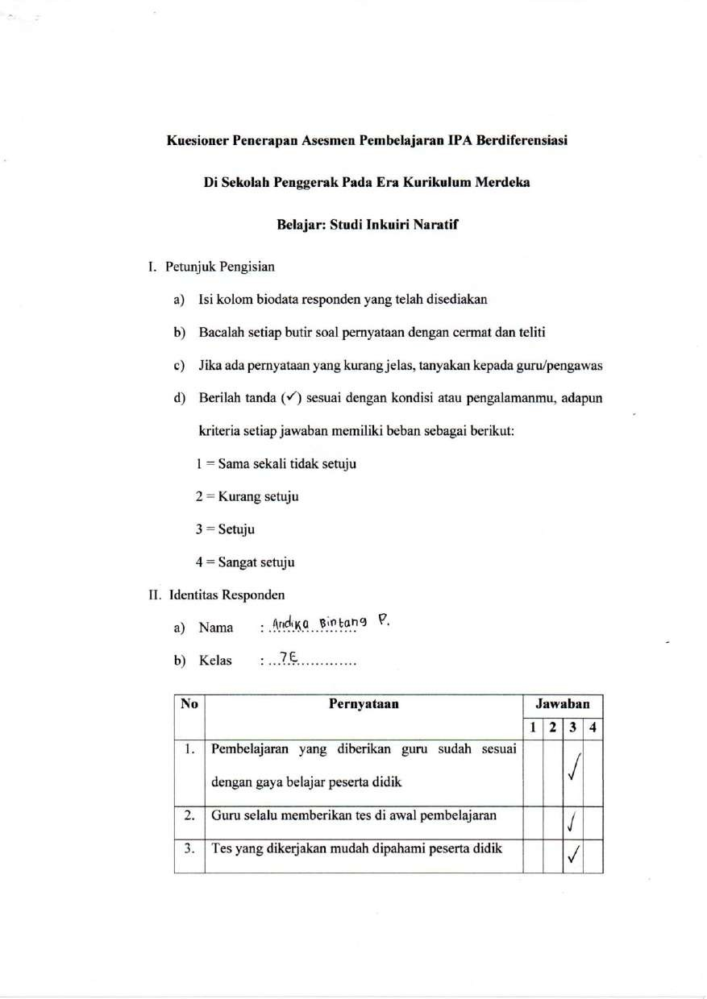 Kuesioner Penerapan Asesmen Pembelajaran IPA Berdiferensiasi
Di Sekolah Penggerak Pada Era Kurikulum Merdeka
Belajar: Studi Inkuiri Naratif
I. Petunjuk Pengisian
a) Isi kolom biodata responden yang telah disediakan
b) Bacalah setiap butir soal pernyataan dengan cermat dan teliti
c) Jika ada pernyataan yang kurang jelas, tanyakan kepada guru/pengawas
d) Berilah tanda (✓) sesuai dengan kondisi atau pengalamanmu, adapun
kriteria setiap jawaban memiliki beban sebagai berikut:
1 = Sama sekali tidak setuju
2 = Kurang setuju
3 = Setuju
4 = Sangat setuju
II. Identitas Responden
a) Nama : Andika Bintang P.
b) Kelas : 7E
No Pernyataan Jawaban
1 2 3 4
1. Pembelajaran yang diberikan guru sudah sesuai
dengan gaya belajar peserta didik ✓
2. Guru selalu memberikan tes di awal pembelajaran ✓
3. Tes yang dikerjakan mudah dipahami peserta didik ✓